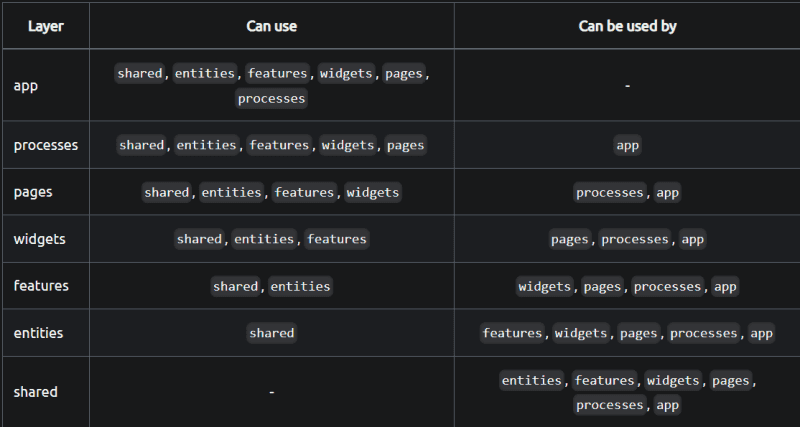 Layer Can use Can be used by
app shared, entities, features, widgets, pages, processes -
processes shared, entities, features, widgets, pages app
pages shared, entities, features, widgets processes, app
widgets shared, entities, features pages, processes, app
features shared, entities widgets, pages, processes, app
entities shared features, widgets, pages, processes, app
shared - entities, features, widgets, pages, processes, app